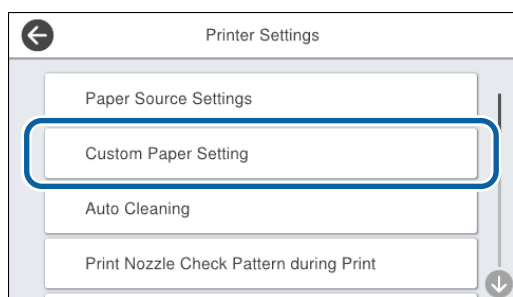 Printer Settings
Paper Source Settings
Custom Paper Setting
Auto Cleaning
Print Nozzle Check Pattern during Print